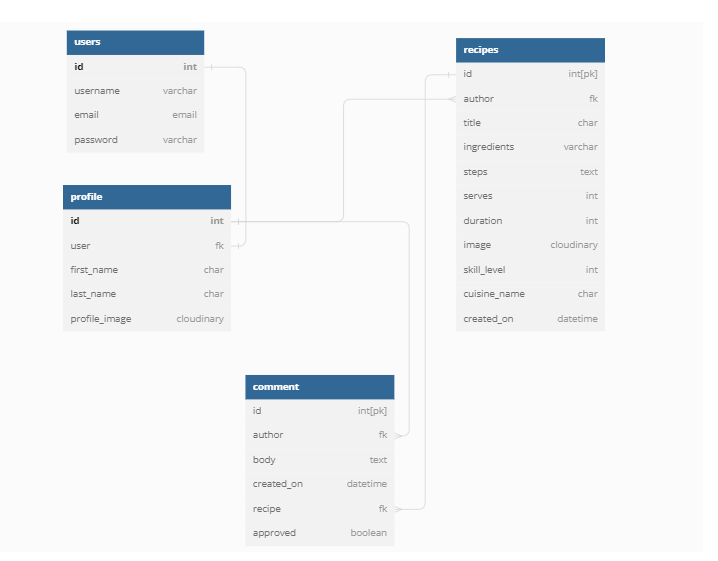 users
id int
username varchar
email email
password varchar
profile
id int
user fk
first_name char
last_name char
profile_image cloudinary
recipes
id int[pk]
author fk
title char
ingredients varchar
steps text
serves int
duration int
image cloudinary
skill_level int
cuisine_name char
created_on datetime
comment
id int[pk]
author fk
body text
created_on datetime
recipe fk
approved boolean